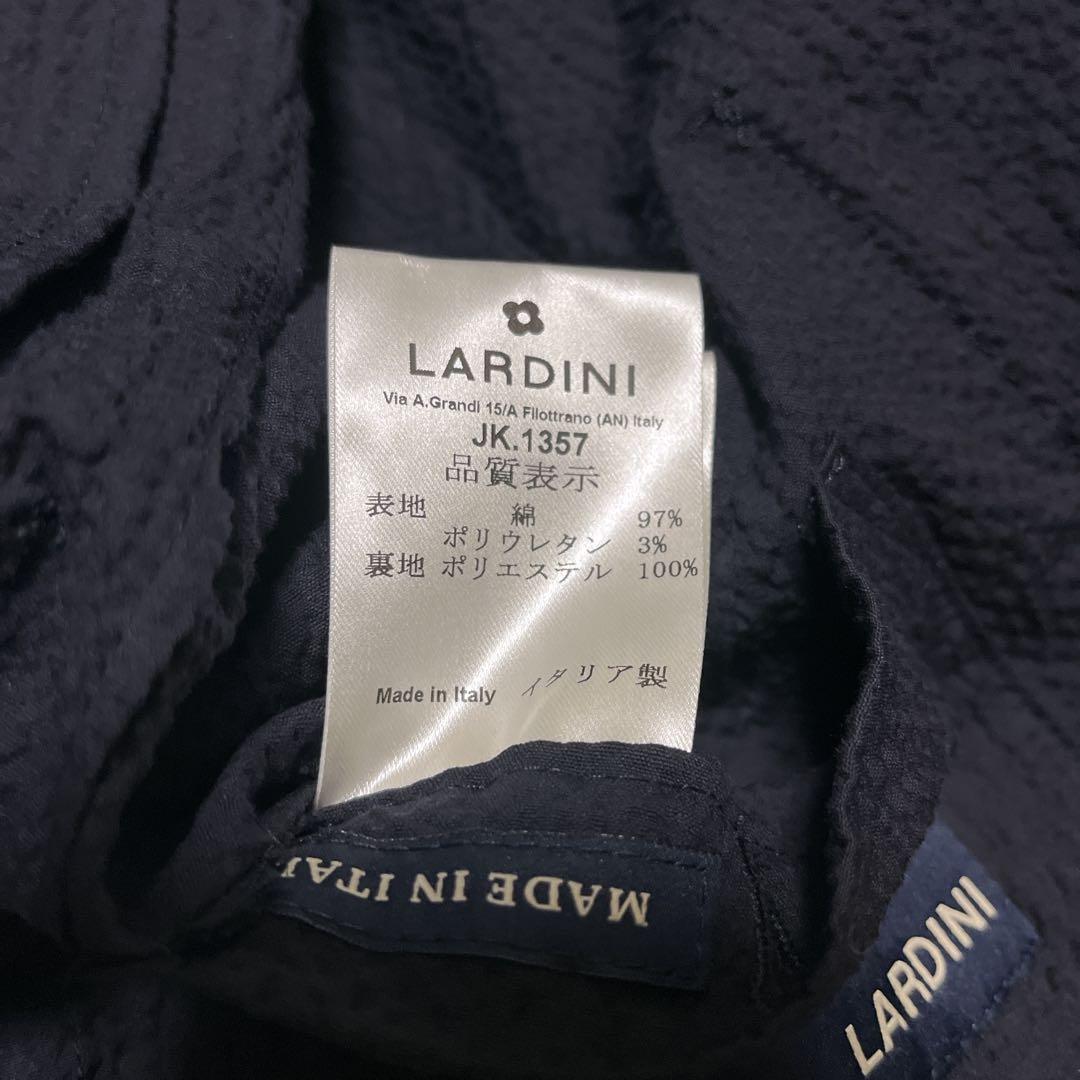 LARDINI
Via A.Grandi 15/A Filottrano (AN) Italy
JK.1357
品質表示
表地 綿 97%
ポリウレタン 3%
裏地 ポリエステル 100%
Made in Italy イタリア製
MADE IN ITA
LARDINI